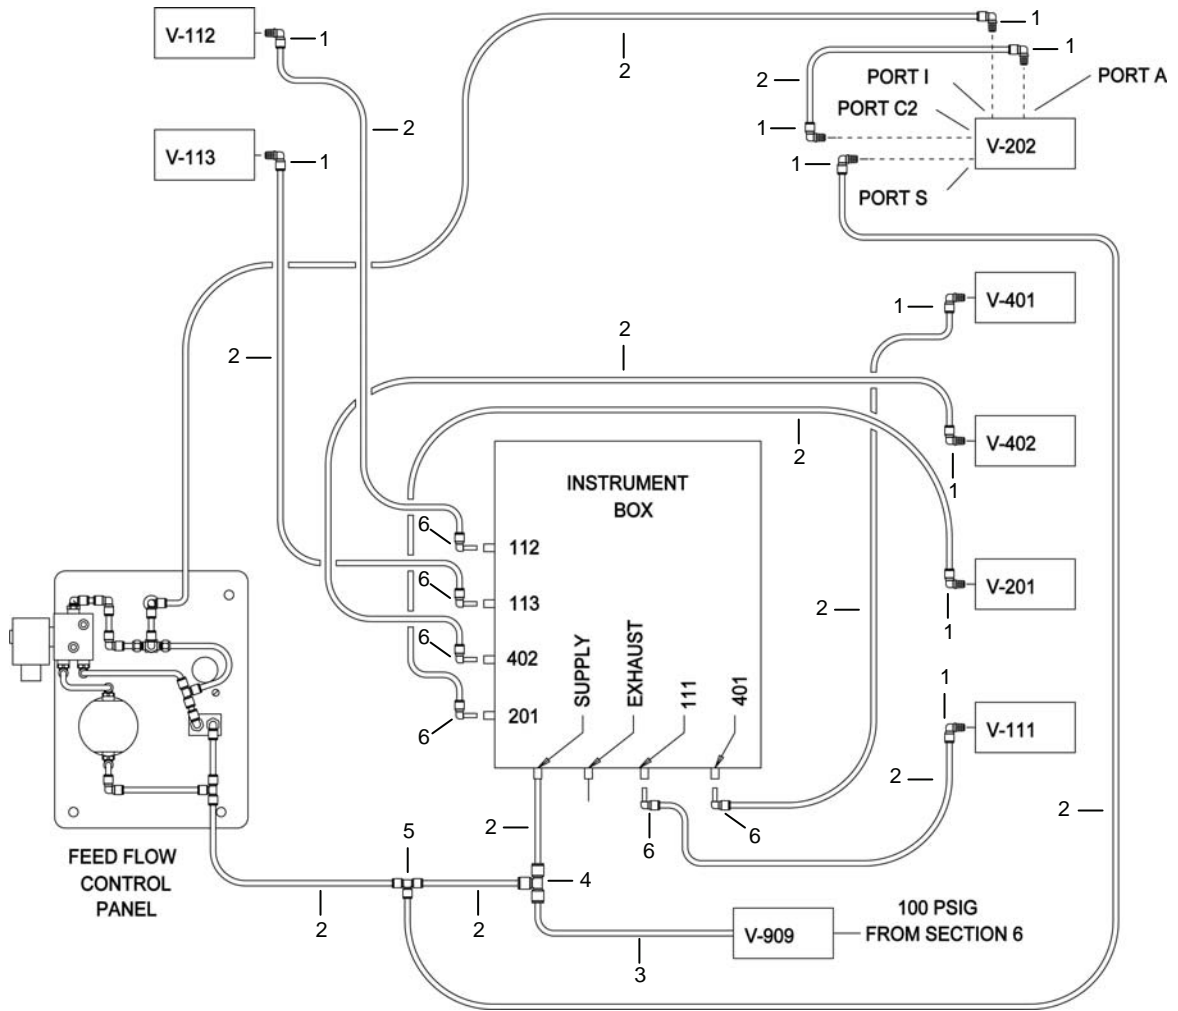 V-112
1
2
1
1
2
PORT I
PORT A
2
PORT C2
1
V-113
1
V-202
1
PORT S
V-401
1
2
2
2
V-402
1
INSTRUMENT
BOX
6
112
6
113
V-201
2
1
6
402
SUPPLY
EXHAUST
111
401
6
201
1
V-111
2
2
2
6
6
5
4
FEED FLOW
CONTROL
PANEL
2
2
V-909
100 PSIG
FROM SECTION 6
3